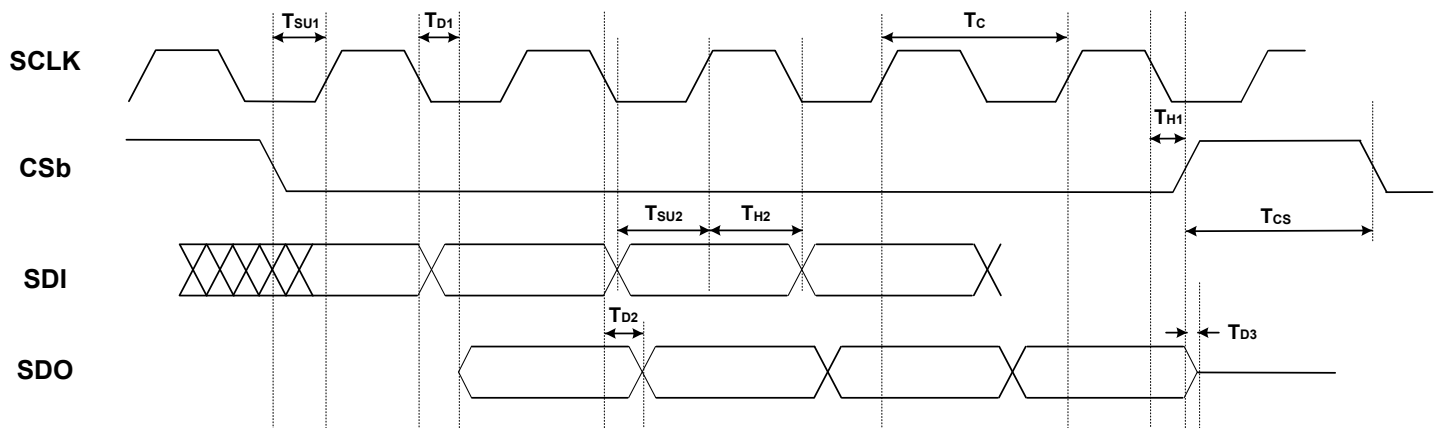 TSU1
TD1
TC
SCLK
TH1
CSb
TSU2
TH2
TCS
SDI
TD2
TD3
SDO